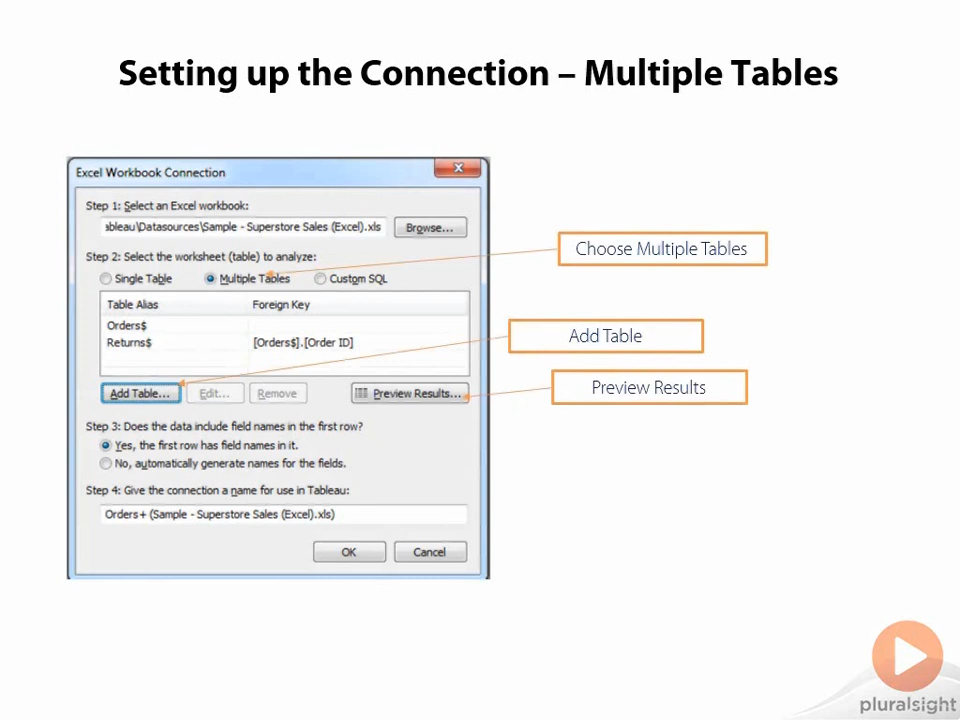 Setting up the Connection – Multiple Tables
Excel Workbook Connection
Step 1: Select an Excel workbook:
ableau\Datasources\Sample - Superstore Sales (Excel).xls
Browse...
Step 2: Select the worksheet (table) to analyze:
Choose Multiple Tables
Single Table
Multiple Tables
Custom SQL
Table Alias
Foreign Key
Orders$
Returns$
[Orders$].[Order ID]
Add Table
Add Table...
Edit...
Remove
Preview Results...
Preview Results
Step 3: Does the data include field names in the first row?
Yes, the first row has field names in it.
No, automatically generate names for the fields.
Step 4: Give the connection a name for use in Tableau:
Orders+ (Sample - Superstore Sales (Excel).xls)
OK
Cancel
pluralsight